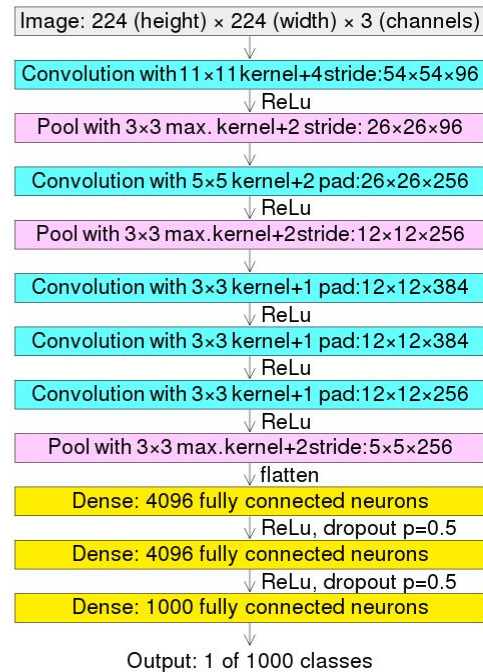 Image: 224 (height) × 224 (width) × 3 (channels)
Convolution with 11×11 kernel+4 stride:54×54×96
ReLu
Pool with 3×3 max. kernel+2 stride: 26×26×96
Convolution with 5×5 kernel+2 pad:26×26×256
ReLu
Pool with 3×3 max.kernel+2stride:12×12×256
Convolution with 3×3 kernel+1 pad:12×12×384
ReLu
Convolution with 3×3 kernel+1 pad:12×12×384
ReLu
Convolution with 3×3 kernel+1 pad:12×12×256
ReLu
Pool with 3×3 max.kernel+2stride:5×5×256
flatten
Dense: 4096 fully connected neurons
ReLu, dropout p=0.5
Dense: 4096 fully connected neurons
ReLu, dropout p=0.5
Dense: 1000 fully connected neurons
Output: 1 of 1000 classes